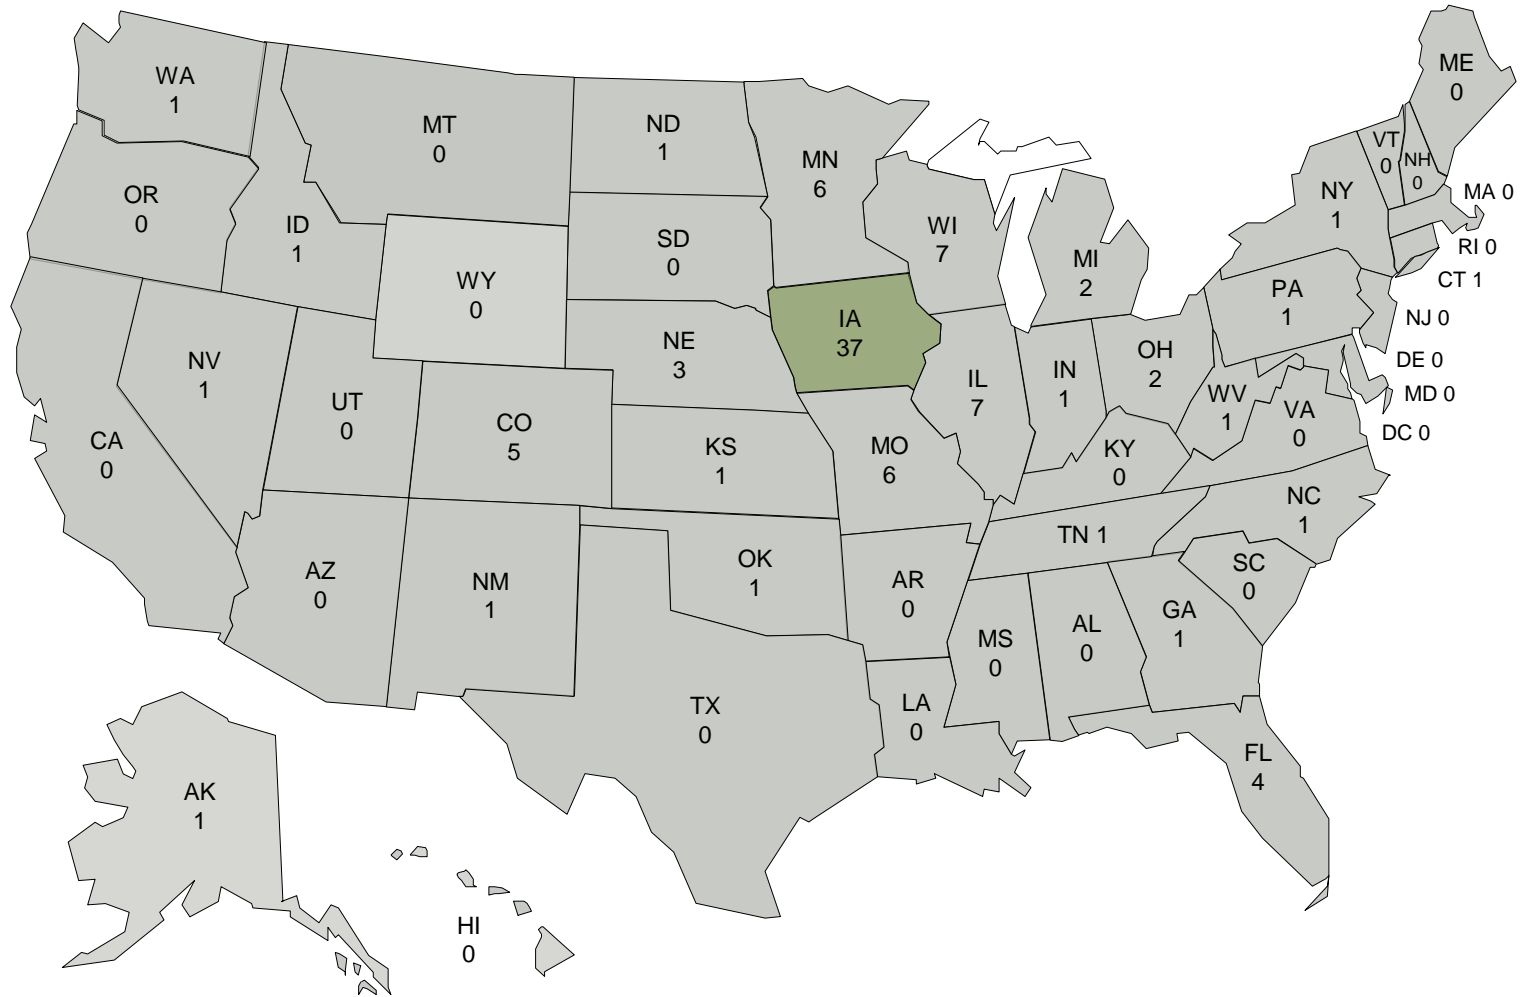 WA
1
OR
0
CA
0
NV
1
ID
1
MT
0
WY
0
UT
0
CO
5
AZ
0
NM
1
ND
1
SD
0
NE
3
KS
1
OK
1
TX
0
MN
6
IA
37
MO
6
AR
0
LA
0
WI
7
IL
7
MI
2
IN
1
OH
2
KY
0
TN 1
MS
0
AL
0
GA
1
FL
4
SC
0
NC
1
VA
0
WV
1
PA
1
NY
1
VT
0
NH
0
ME
0
MA 0
RI 0
CT 1
NJ 0
DE 0
MD 0
DC 0
AK
1
HI
0